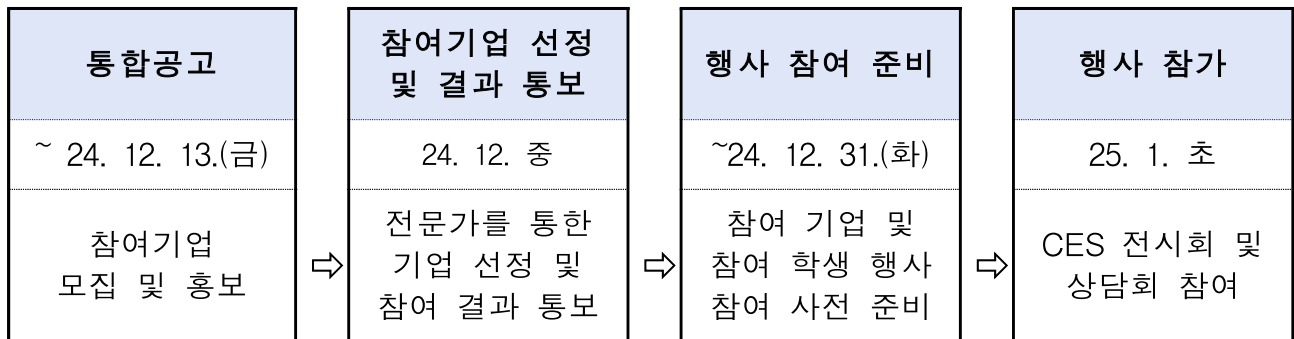 통합공고
~ 24. 12. 13.(금)
참여기업
모집 및 홍보
⇨
참여기업 선정
및 결과 통보
24. 12. 중
전문가를 통한
기업 선정 및
참여 결과 통보
⇨
행사 참여 준비
~24. 12. 31.(화)
참여 기업 및
참여 학생 행사
참여 사전 준비
⇨
행사 참가
25. 1. 초
CES 전시회 및
상담회 참여